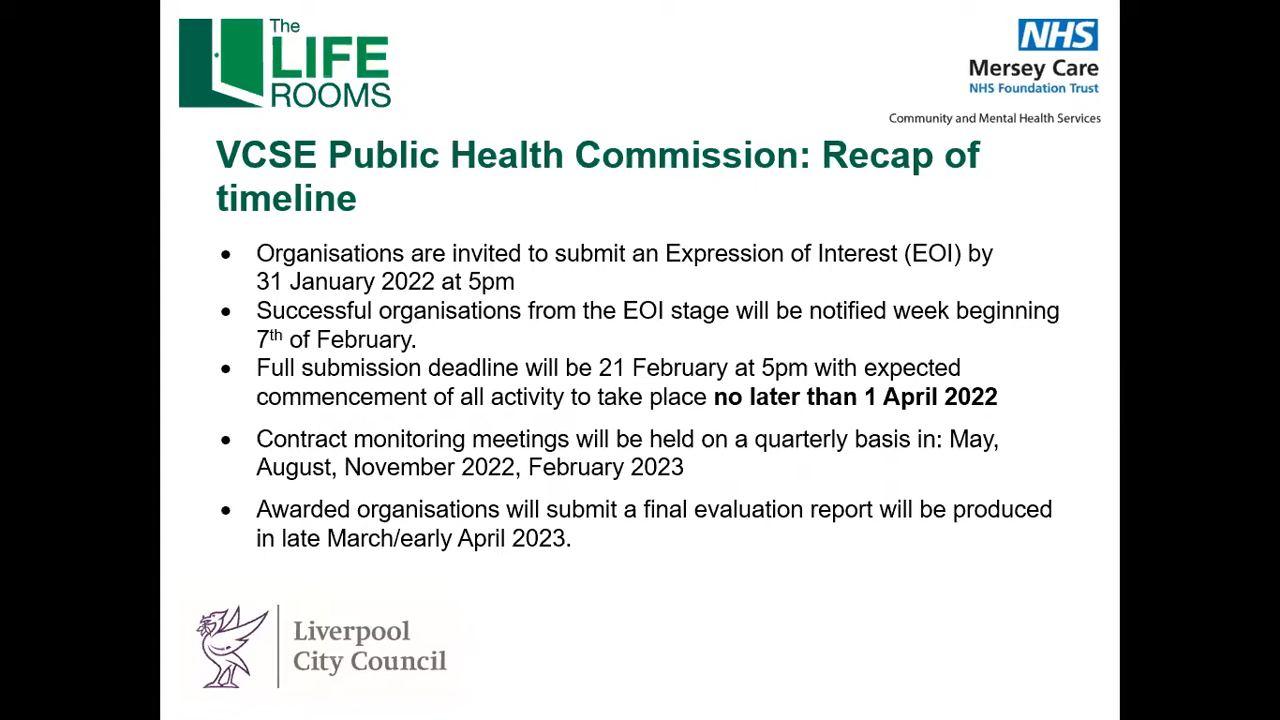 The
LIFE
ROOMS
NHS
Mersey Care
NHS Foundation Trust
Community and Mental Health Services
VCSE Public Health Commission: Recap of
timeline
• Organisations are invited to submit an Expression of Interest (EOI) by
31 January 2022 at 5pm
• Successful organisations from the EOI stage will be notified week beginning
7th of February.
• Full submission deadline will be 21 February at 5pm with expected
commencement of all activity to take place no later than 1 April 2022
• Contract monitoring meetings will be held on a quarterly basis in: May,
August, November 2022, February 2023
• Awarded organisations will submit a final evaluation report will be produced
in late March/early April 2023.
Liverpool
City Council